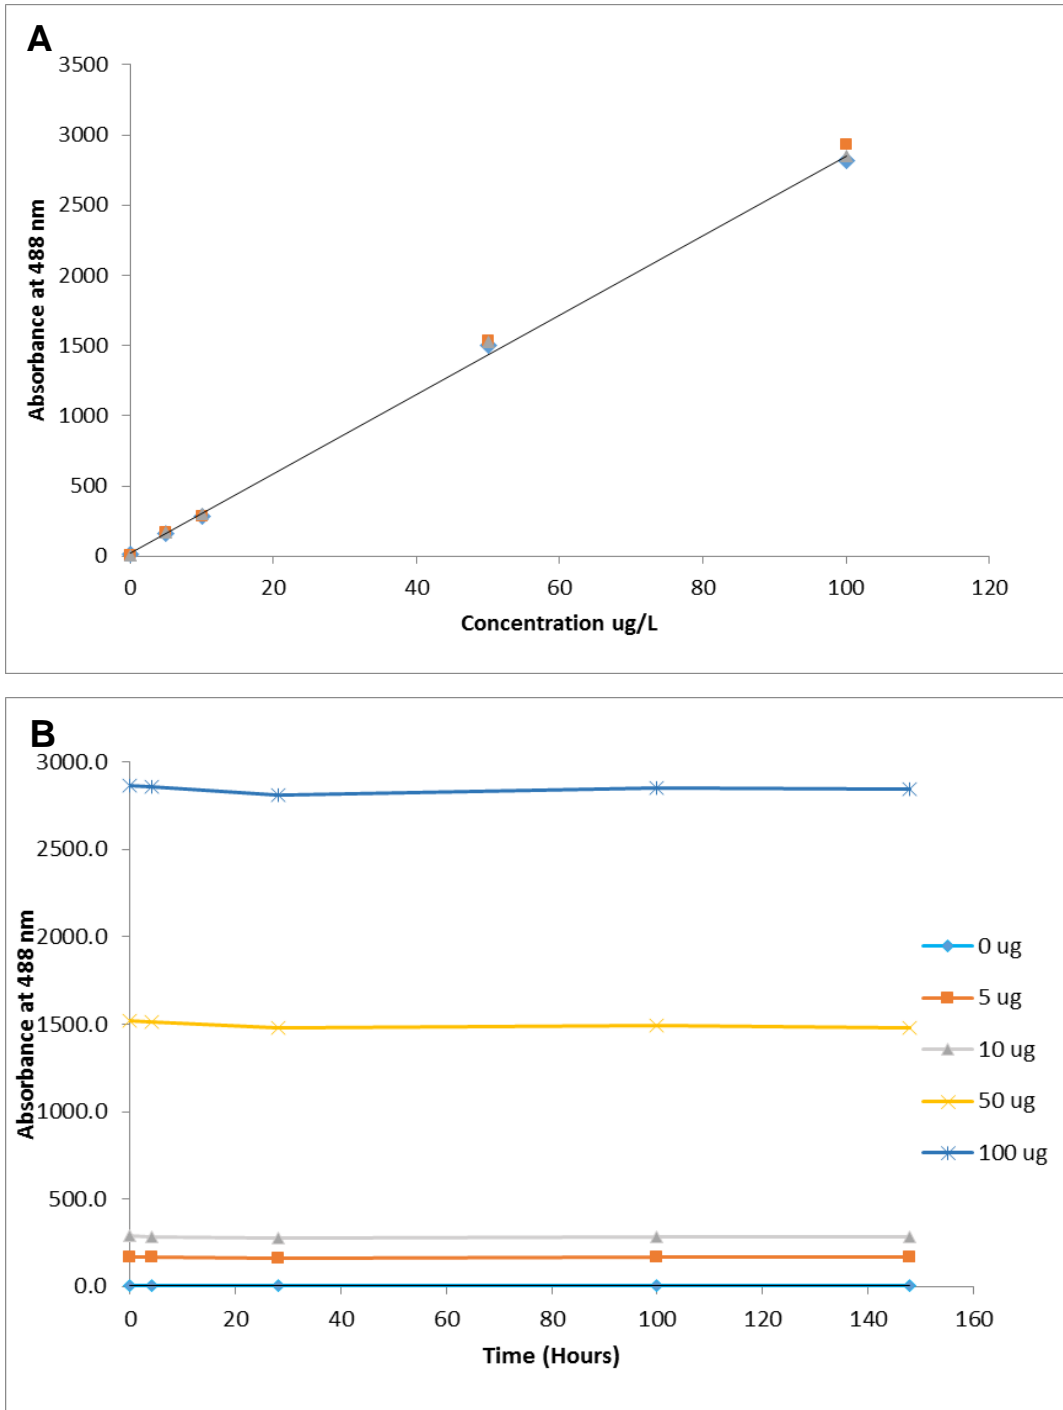 A
3500
3000
2500
2000
1500
1000
500
0
Absorbance at 488 nm
0 20 40 60 80 100 120
Concentration ug/L
B
3000.0
2500.0
2000.0
1500.0
1000.0
500.0
0.0
Absorbance at 488 nm
0 20 40 60 80 100 120 140 160
Time (Hours)
0 ug
5 ug
10 ug
50 ug
100 ug